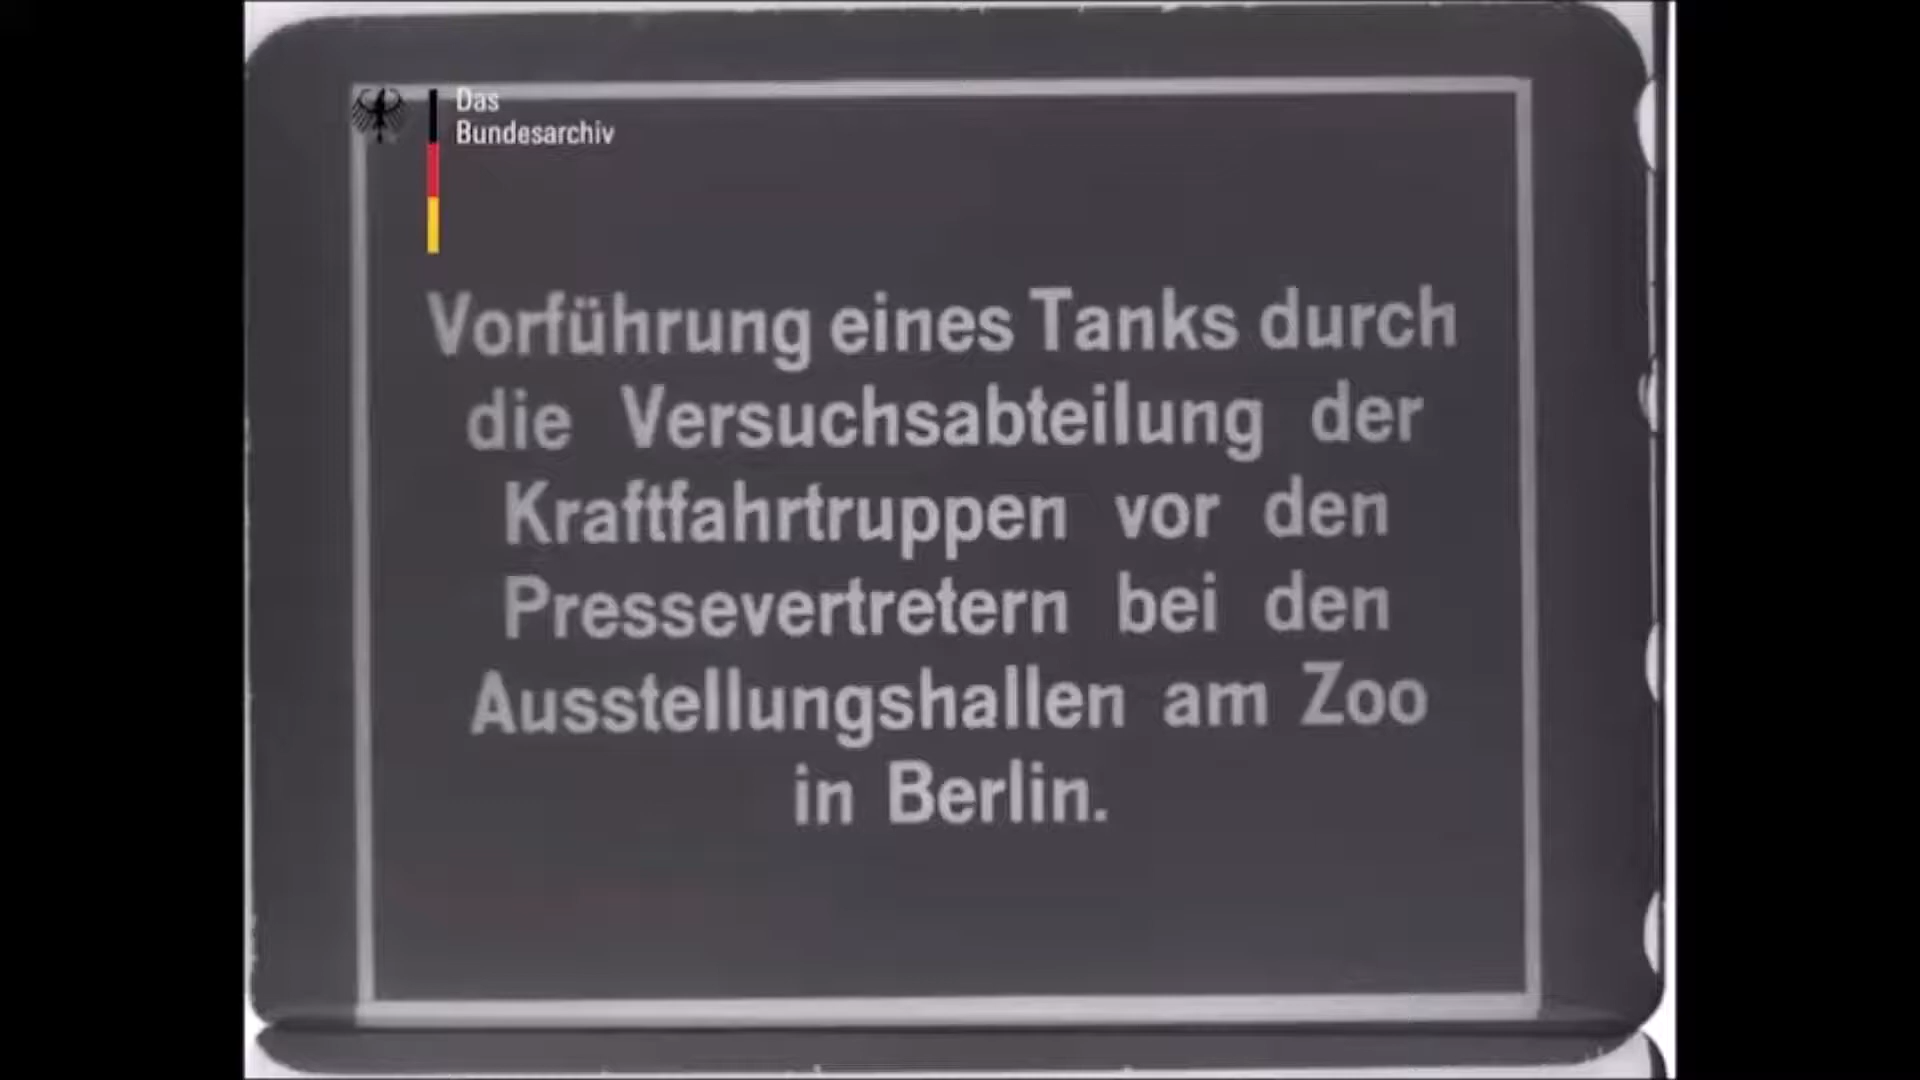 Das
Bundesarchiv
Vorführung eines Tanks durch
die Versuchsabteilung der
Kraftfahrtruppen vor den
Pressevertretern bei den
Ausstellungshallen am Zoo
in Berlin.